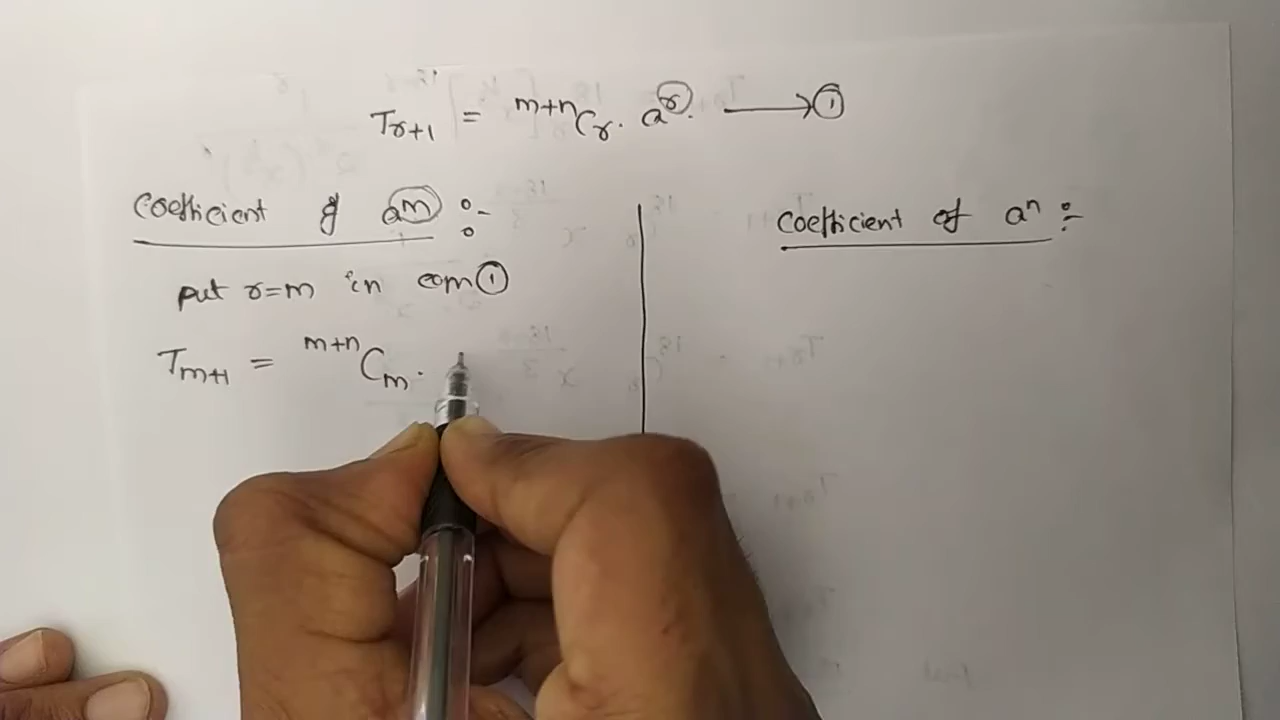 Tr+1 = m+nCr. a^r. → ①
coefficient of a^m :-
put r=m in eqn ①
Tm+1 = m+nCm.
coefficient of a^n :-